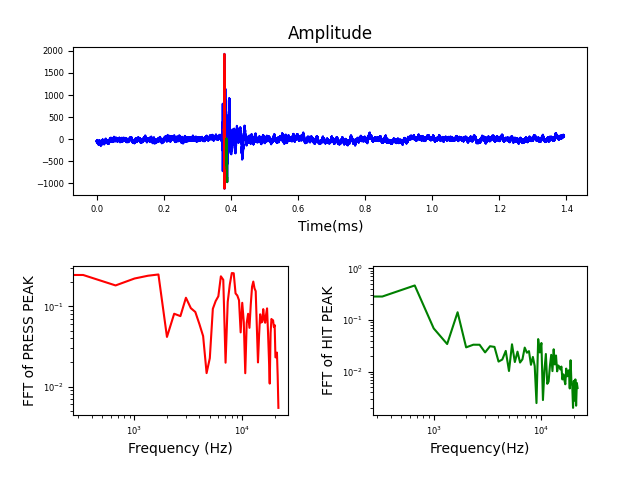 Amplitude
2000
1500
1000
500
0
−500
−1000
0.0 0.2 0.4 0.6 0.8 1.0 1.2 1.4
Time(ms)
FFT of PRESS PEAK
10⁻¹
10⁻²
10³ 10⁴
Frequency (Hz)
FFT of HIT PEAK
10⁰
10⁻¹
10⁻²
10³ 10⁴
Frequency(Hz)